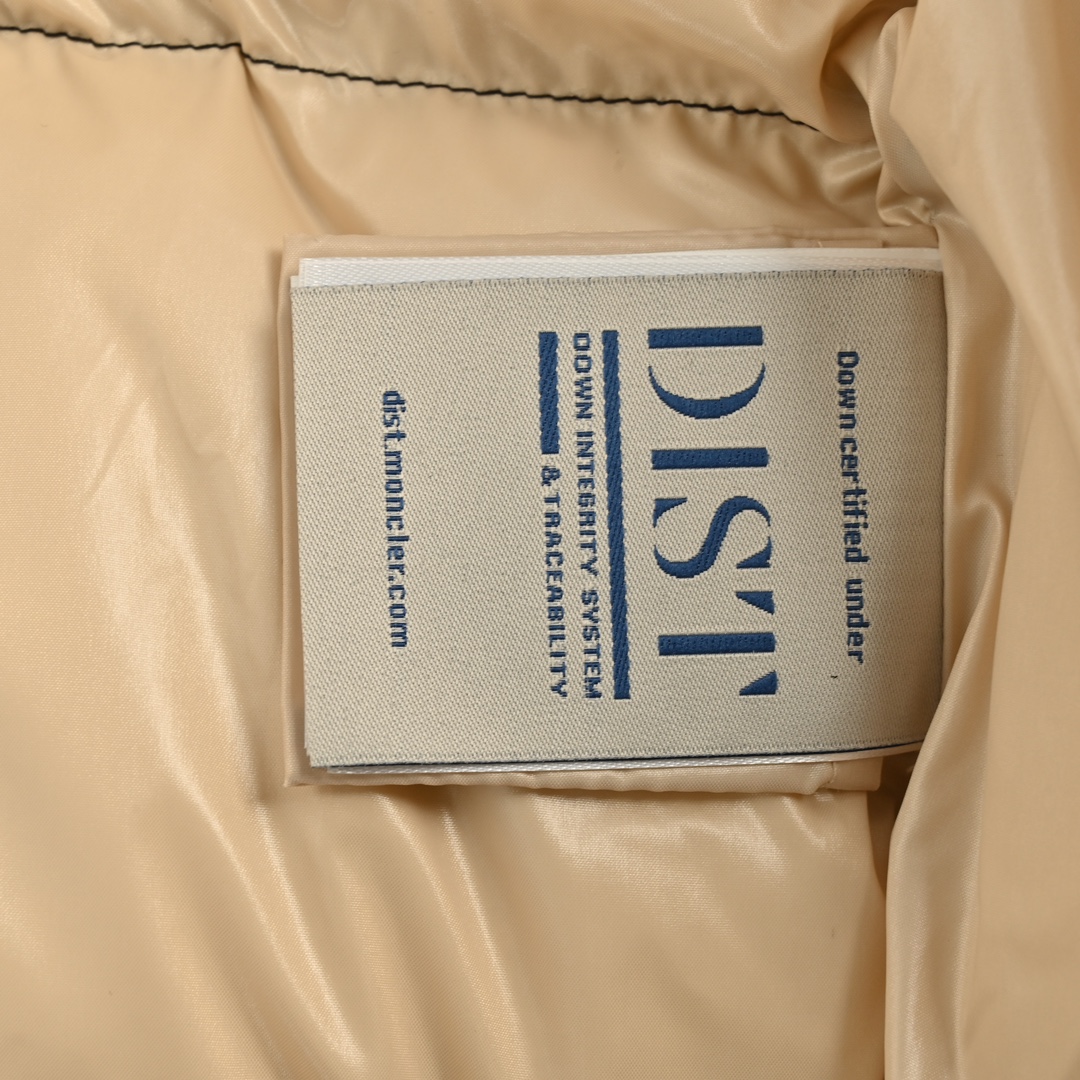 Down certified under
DIST
DOWN INTEGRITY SYSTEM
& TRACEABILITY
dist.moncler.com